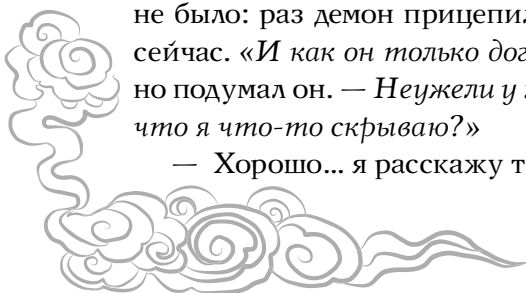 не было: раз демон прицепил
сейчас. «И как он только дог
но подумал он. — Неужели у
что я что-то скрываю?»
— Хорошо... я расскажу т